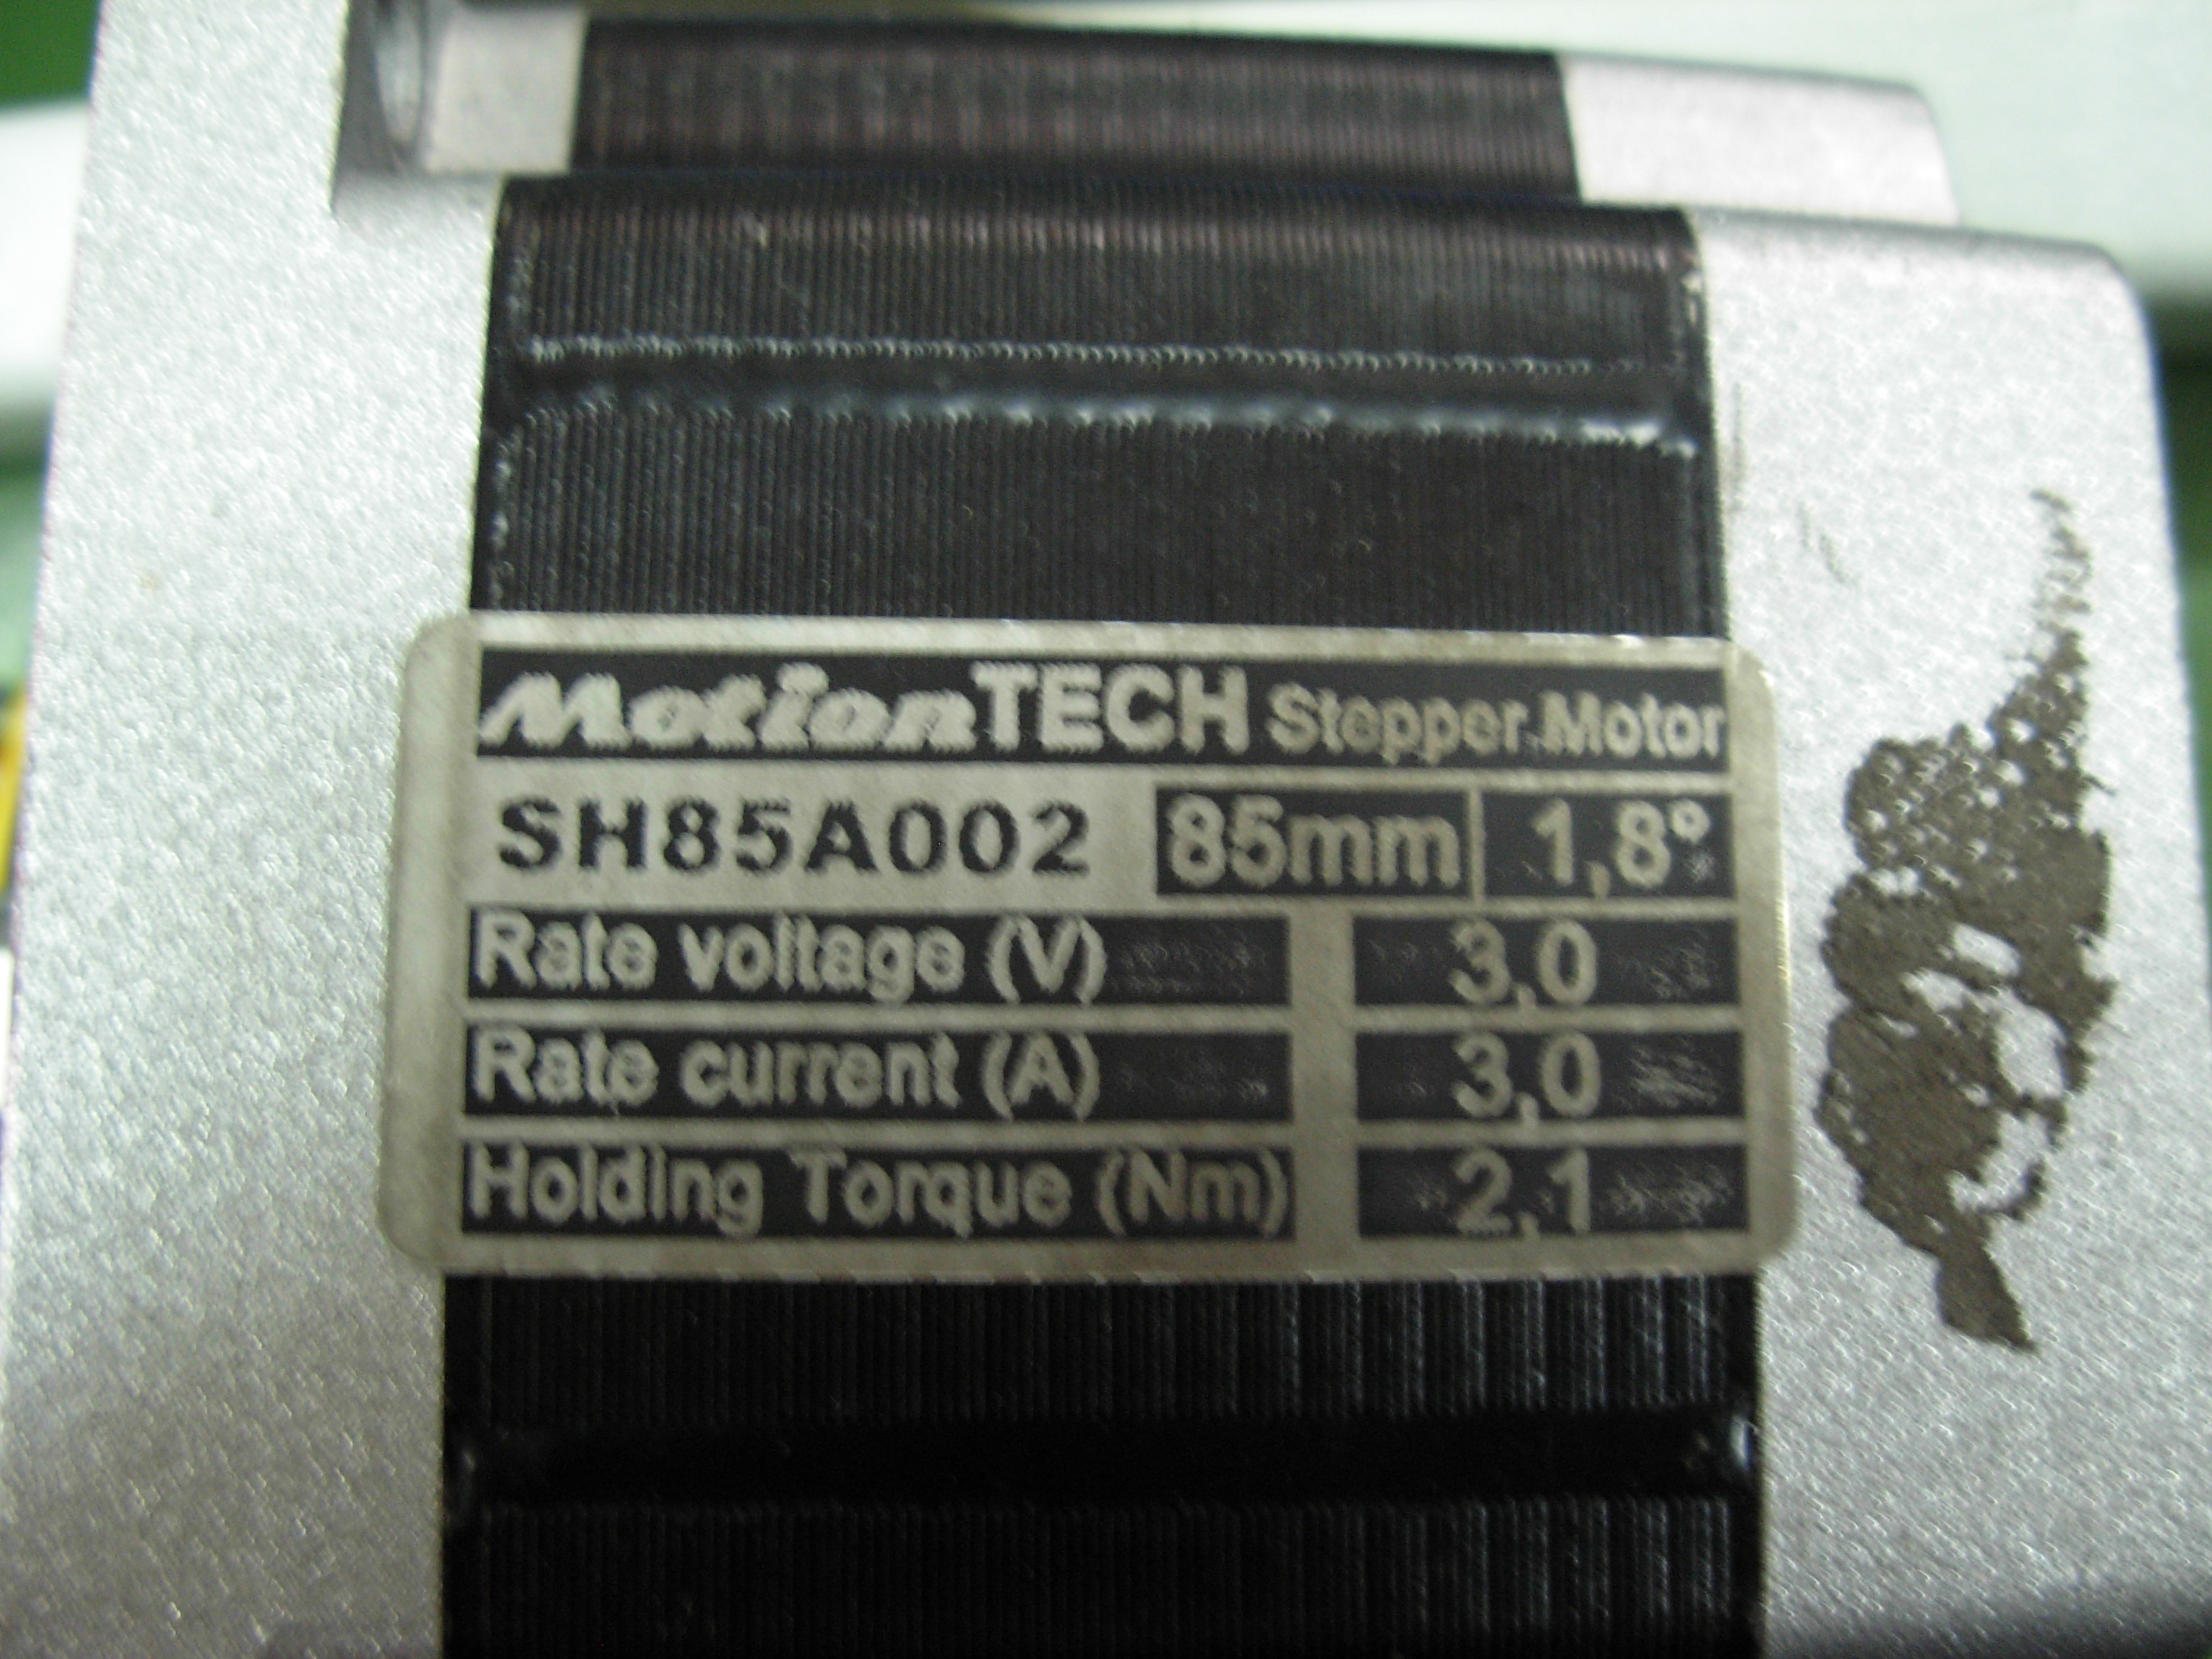 MotionTECH Stepper Motor
SH85A002 85mm 1,8°
Rate voltage (V) 3,0
Rate current (A) 3,0
Holding Torque (Nm) 2,1